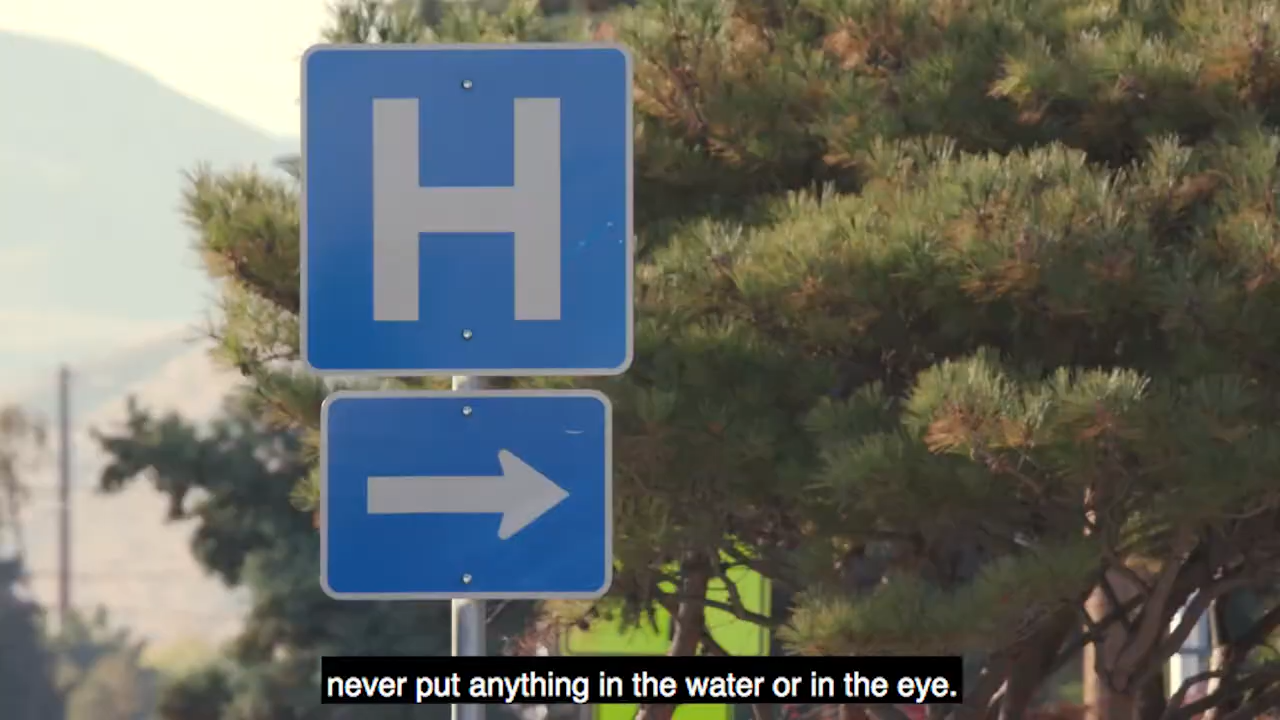 H
never put anything in the water or in the eye.